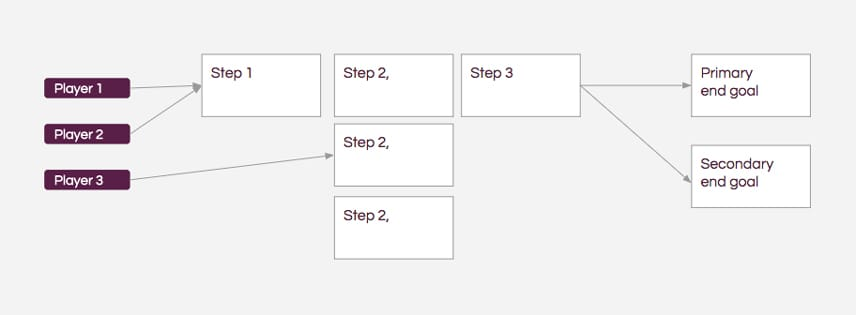 Player 1
Player 2
Player 3
Step 1
Step 2,
Step 2,
Step 2,
Step 3
Primary
end goal
Secondary
end goal